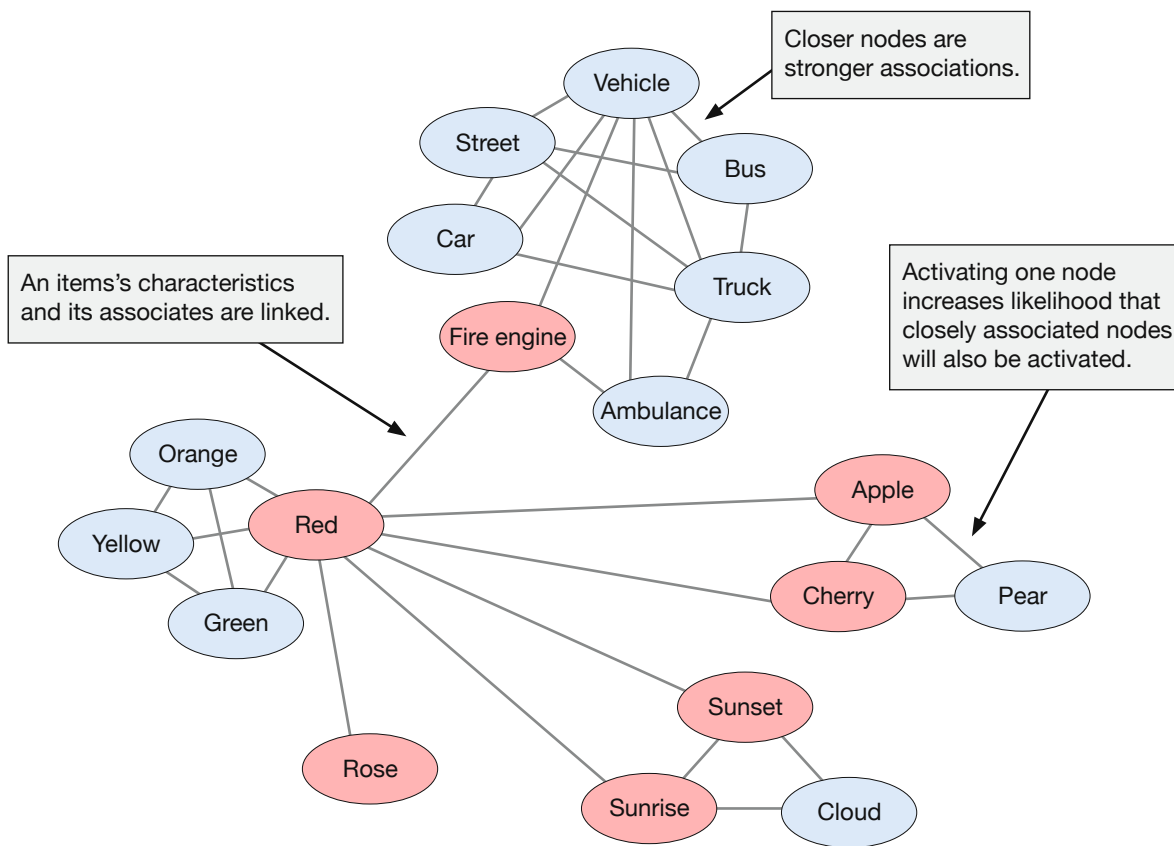 Closer nodes are
stronger associations.
Vehicle
Street
Bus
Car
An items's characteristics
and its associates are linked.
Truck
Activating one node
increases likelihood that
closely associated nodes
will also be activated.
Fire engine
Ambulance
Orange
Apple
Red
Yellow
Cherry
Pear
Green
Sunset
Rose
Sunrise
Cloud